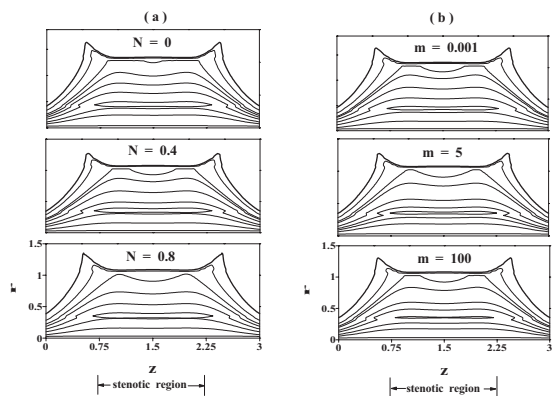 ( a )
N = 0
N = 0.4
N = 0.8
1.5
1
0.5
0
r
0
0.75
1.5
2.25
3
z
stenotic region
( b )
m = 0.001
m = 5
m = 100
1.5
1
0.5
0
r
0
0.75
1.5
2.25
3
z
stenotic region